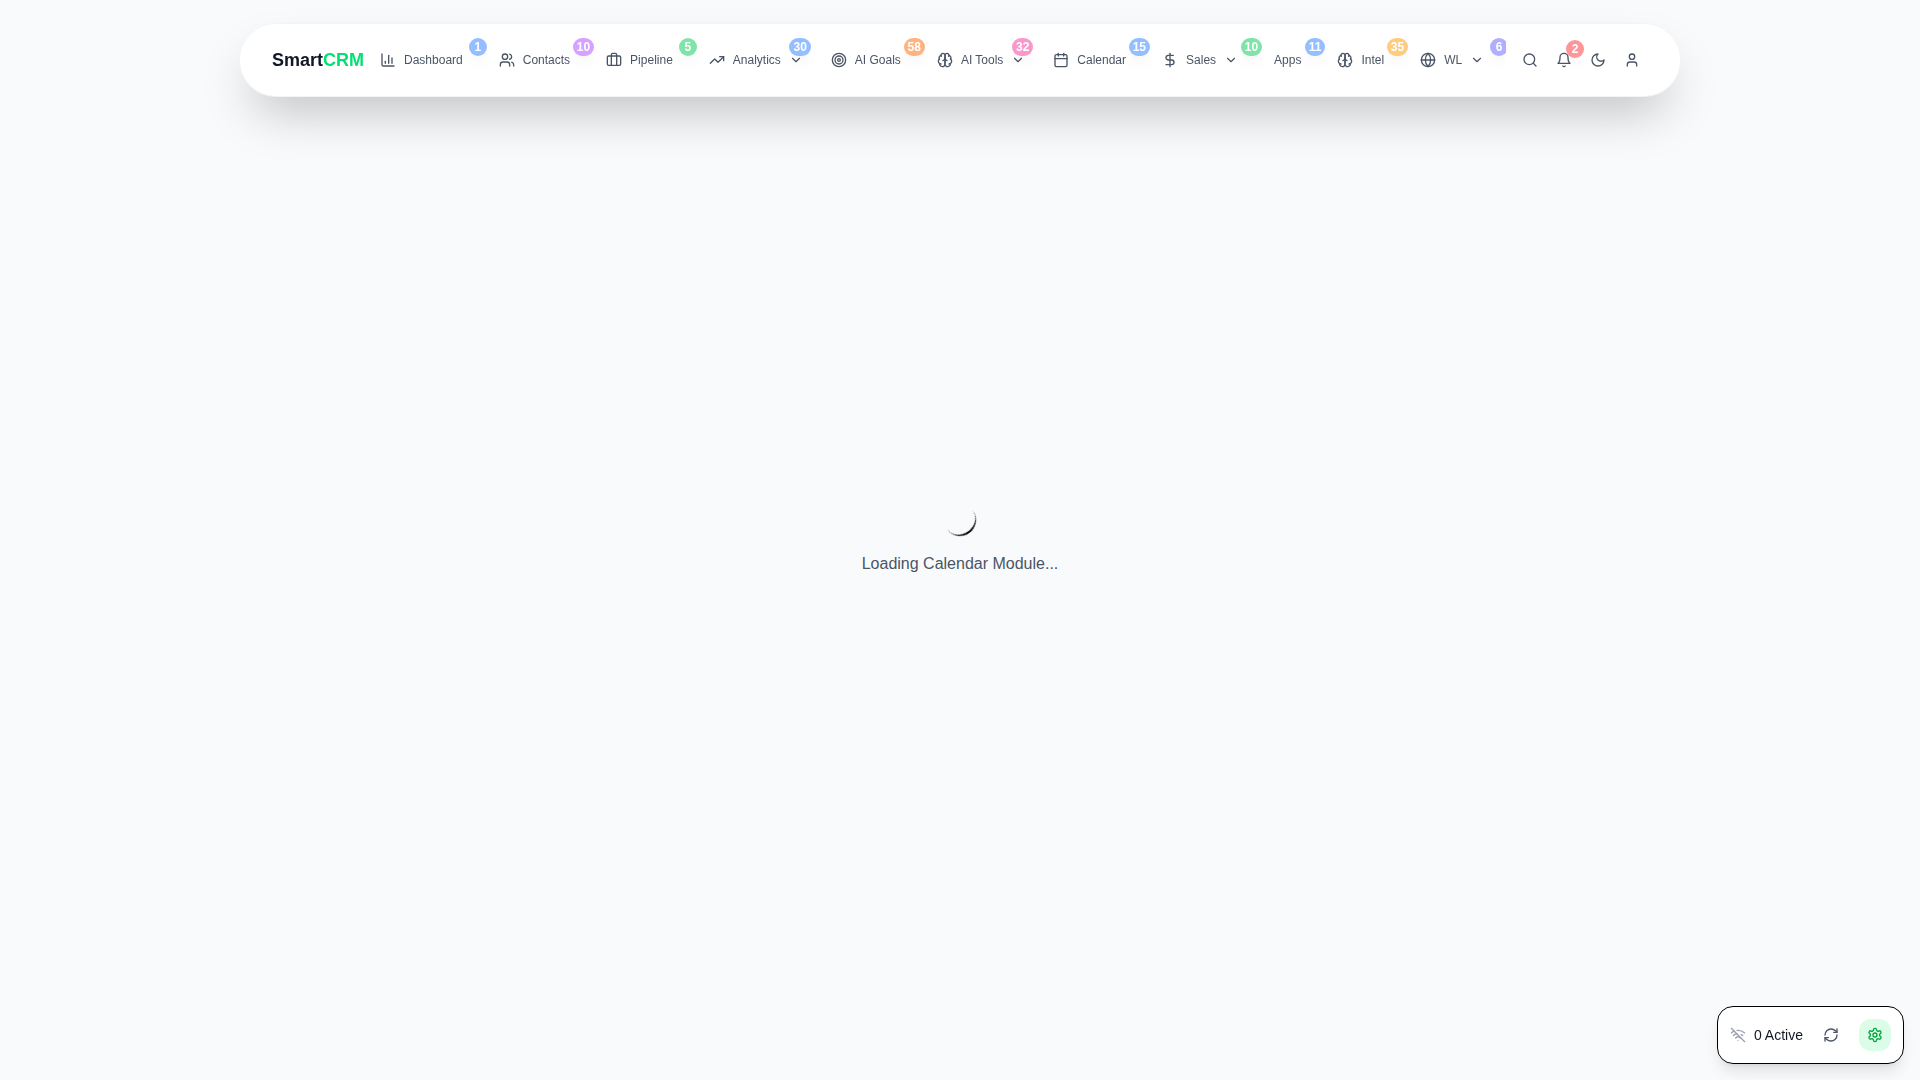 SmartCRM Dashboard 1 Contacts 10 Pipeline 5 Analytics 30 AI Goals 58 AI Tools 32 Calendar 15 Sales 10 Apps 11 Intel 35 WL 6 2
Loading Calendar Module...
0 Active